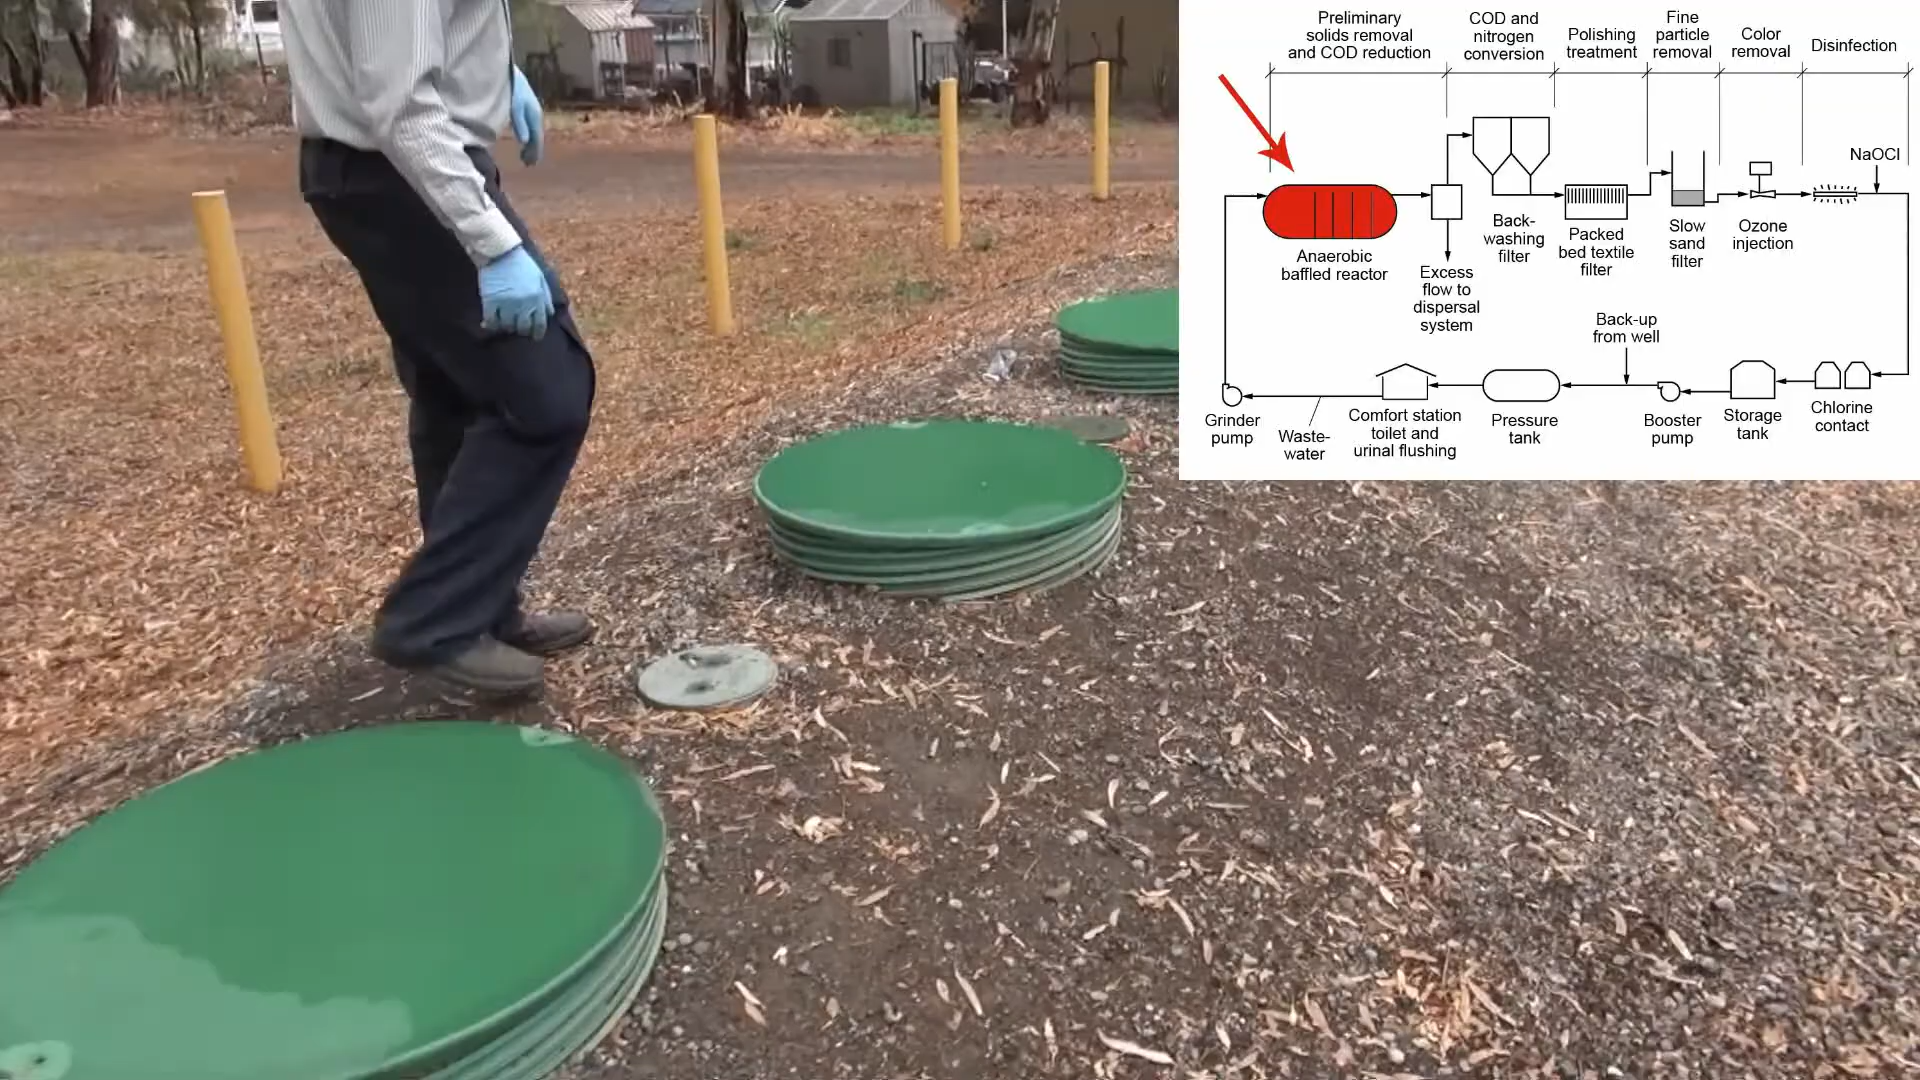 Preliminary
solids removal
and COD reduction
COD and
nitrogen
conversion
Polishing
treatment
Fine
particle
removal
Color
removal
Disinfection
NaOCl
Anaerobic
baffled reactor
Excess
flow to
dispersal
system
Back-
washing
filter
Packed
bed textile
filter
Slow
sand
filter
Ozone
injection
Back-up
from well
Grinder
pump
Waste-
water
Comfort station
toilet and
urinal flushing
Pressure
tank
Booster
pump
Storage
tank
Chlorine
contact